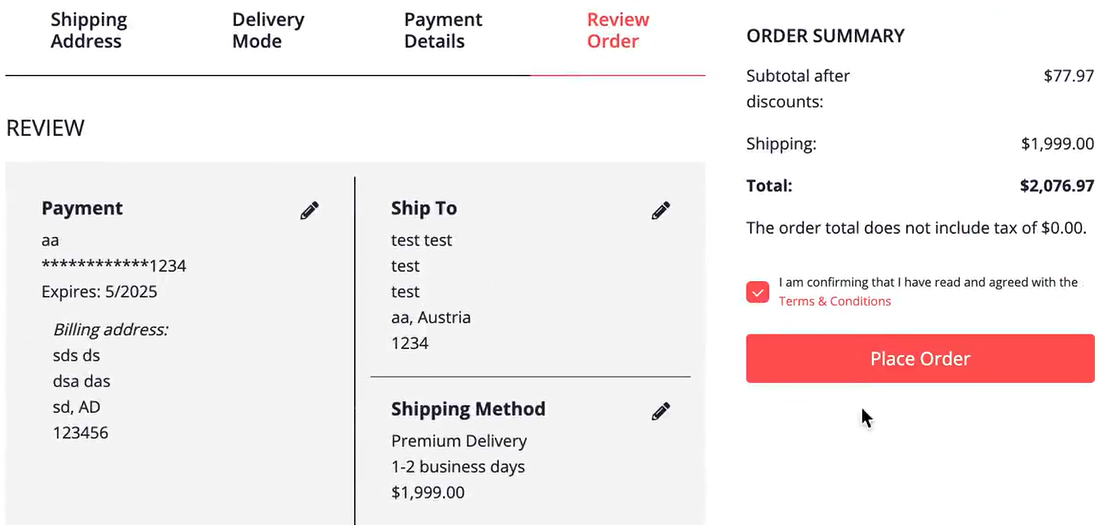 Shipping
Address
Delivery
Mode
Payment
Details
Review
Order
REVIEW
Payment
aa
************1234
Expires: 5/2025
Billing address:
sds ds
dsa das
sd, AD
123456
Ship To
test test
test
test
aa, Austria
1234
Shipping Method
Premium Delivery
1-2 business days
$1,999.00
ORDER SUMMARY
Subtotal after
discounts:
$77.97
Shipping: $1,999.00
Total: $2,076.97
The order total does not include tax of $0.00.
I am confirming that I have read and agreed with the
Terms & Conditions
Place Order